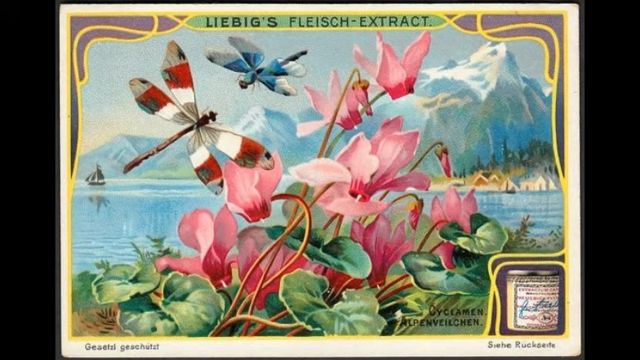 LIEBIG'S FLEISCH-EXTRACT.
CYCLAMEN.
ALPENVEILCHEN.
Gesetzl geschützt
Siehe Rückseite